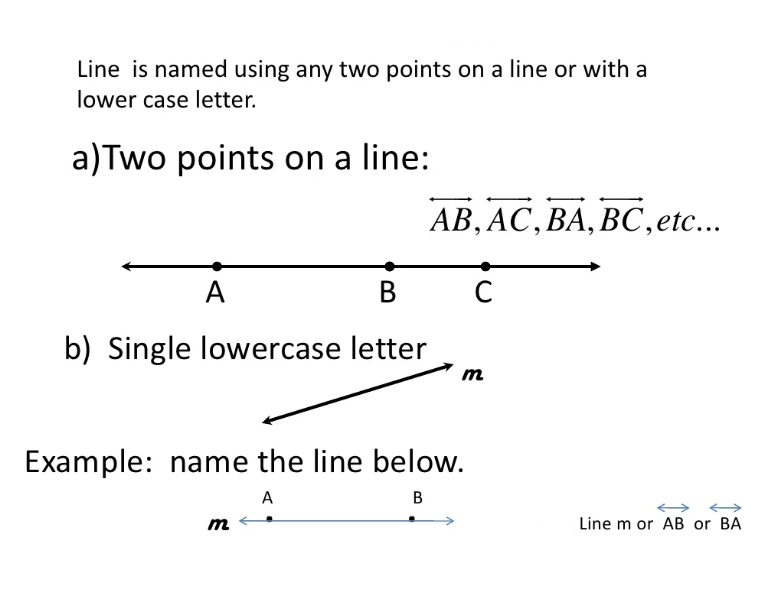 Line is named using any two points on a line or with a
lower case letter.
a)Two points on a line:
AB, AC, BA, BC, etc...
A B C
b) Single lowercase letter
m
Example: name the line below.
A B
m
Line m or AB or BA